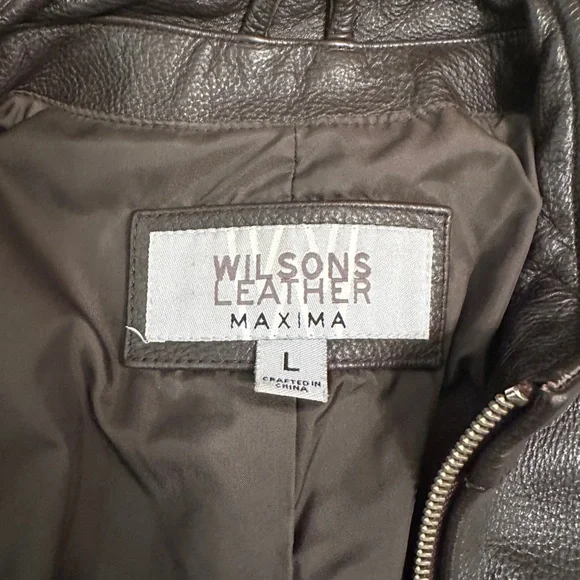 WILSONS
LEATHER
MAXIMA
L
CRAFTED IN
CHINA